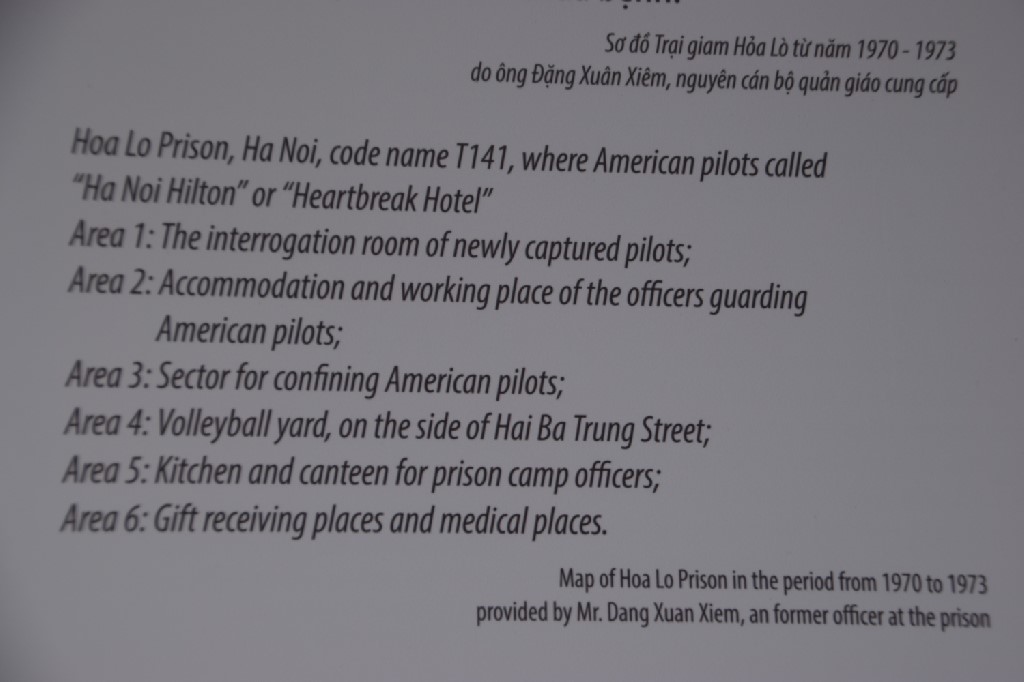 Sơ đồ Trại giam Hỏa Lò từ năm 1970 - 1973
do ông Đặng Xuân Xiêm, nguyên cán bộ quản giáo cung cấp
Hoa Lo Prison, Ha Noi, code name T141, where American pilots called
“Ha Noi Hilton” or “Heartbreak Hotel”
Area 1: The interrogation room of newly captured pilots;
Area 2: Accommodation and working place of the officers guarding
American pilots;
Area 3: Sector for confining American pilots;
Area 4: Volleyball yard, on the side of Hai Ba Trung Street;
Area 5: Kitchen and canteen for prison camp officers;
Area 6: Gift receiving places and medical places.
Map of Hoa Lo Prison in the period from 1970 to 1973
provided by Mr. Dang Xuan Xiem, an former officer at the prison